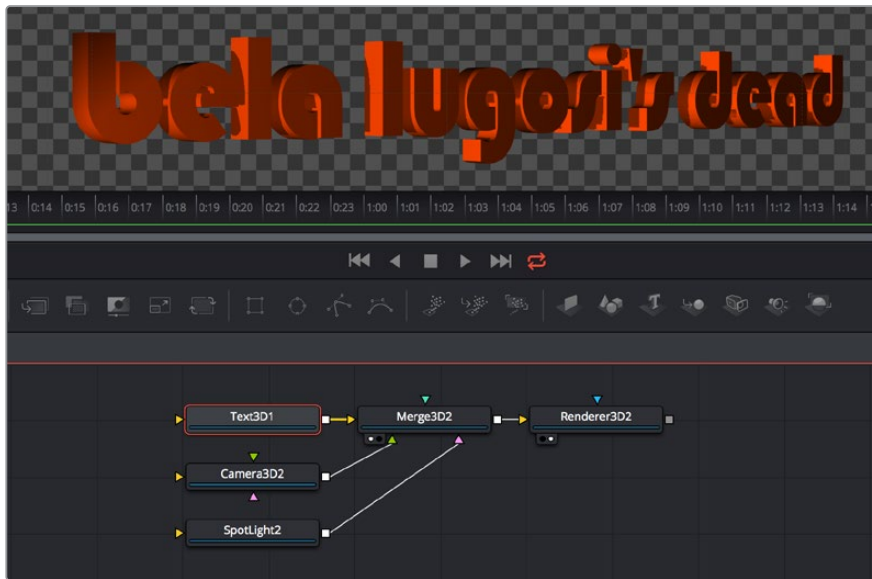 bela lugosi's dead
13 0:14 0:15 0:16 0:17 0:18 0:19 0:20 0:21 0:22 0:23 1:00 1:01 1:02 1:03 1:04 1:05 1:06 1:07 1:08 1:09 1:10 1:11 1:12 1:13 1:14
Text3D1 Merge3D2 Renderer3D2
Camera3D2
SpotLight2